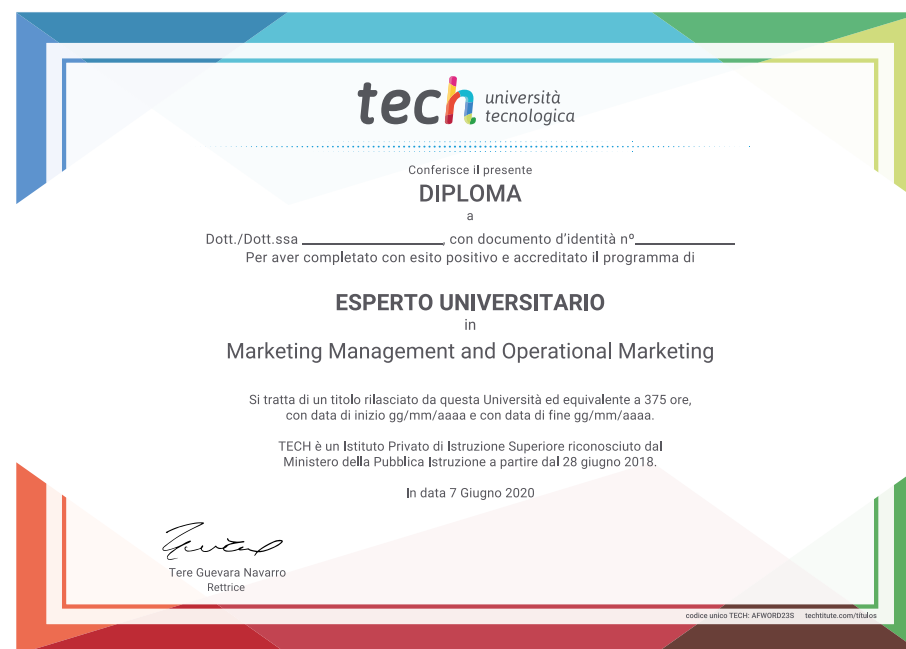 tech università
tecnologica
Conferisce il presente
DIPLOMA
a
Dott./Dott.ssa ____________________, con documento d'identità nº______________
Per aver completato con esito positivo e accreditato il programma di
ESPERTO UNIVERSITARIO
in
Marketing Management and Operational Marketing
Si tratta di un titolo rilasciato da questa Università ed equivalente a 375 ore,
con data di inizio gg/mm/aaaa e con data di fine gg/mm/aaaa.
TECH è un Istituto Privato di Istruzione Superiore riconosciuto dal
Ministero della Pubblica Istruzione a partire dal 28 giugno 2018.
In data 7 Giugno 2020
Tere Guevara Navarro
Rettrice
codice unico TECH: AFWORD23S techtitute.com/titulos